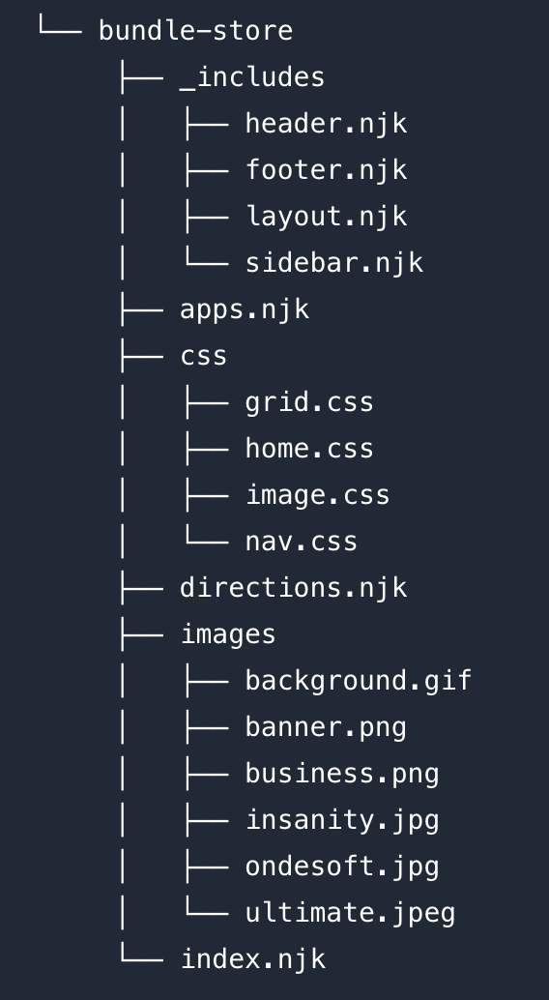 └── bundle-store
    ├── _includes
    │   ├── header.njk
    │   ├── footer.njk
    │   ├── layout.njk
    │   └── sidebar.njk
    ├── apps.njk
    ├── css
    │   ├── grid.css
    │   ├── home.css
    │   ├── image.css
    │   └── nav.css
    ├── directions.njk
    ├── images
    │   ├── background.gif
    │   ├── banner.png
    │   ├── business.png
    │   ├── insanity.jpg
    │   ├── ondesoft.jpg
    │   └── ultimate.jpeg
    └── index.njk